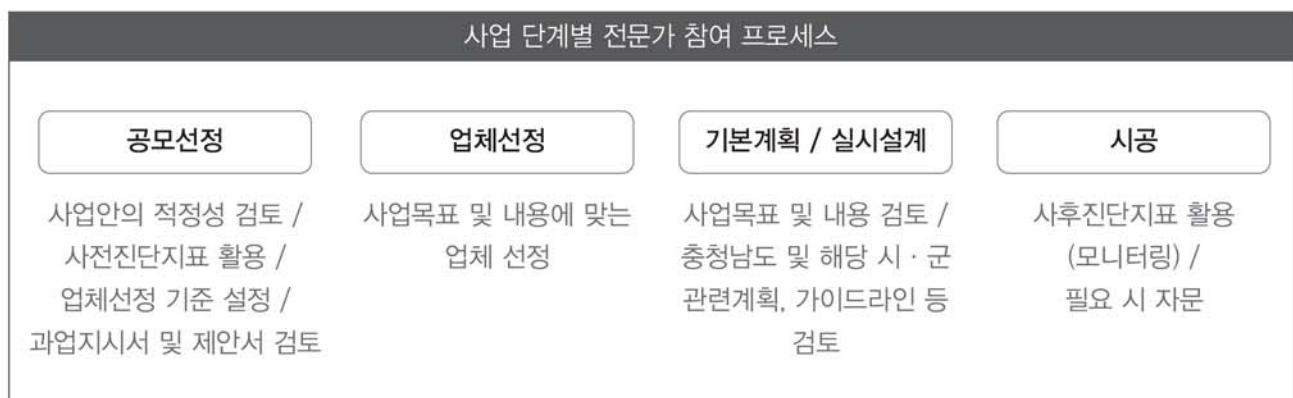 사업 단계별 전문가 참여 프로세스
공모선정
사업안의 적정성 검토 /
사전진단지표 활용 /
업체선정 기준 설정 /
과업지시서 및 제안서 검토
업체선정
사업목표 및 내용에 맞는
업체 선정
기본계획 / 실시설계
사업목표 및 내용 검토 /
충청남도 및 해당 시 · 군
관련계획, 가이드라인 등
검토
시공
사후진단지표 활용
(모니터링) /
필요 시 자문